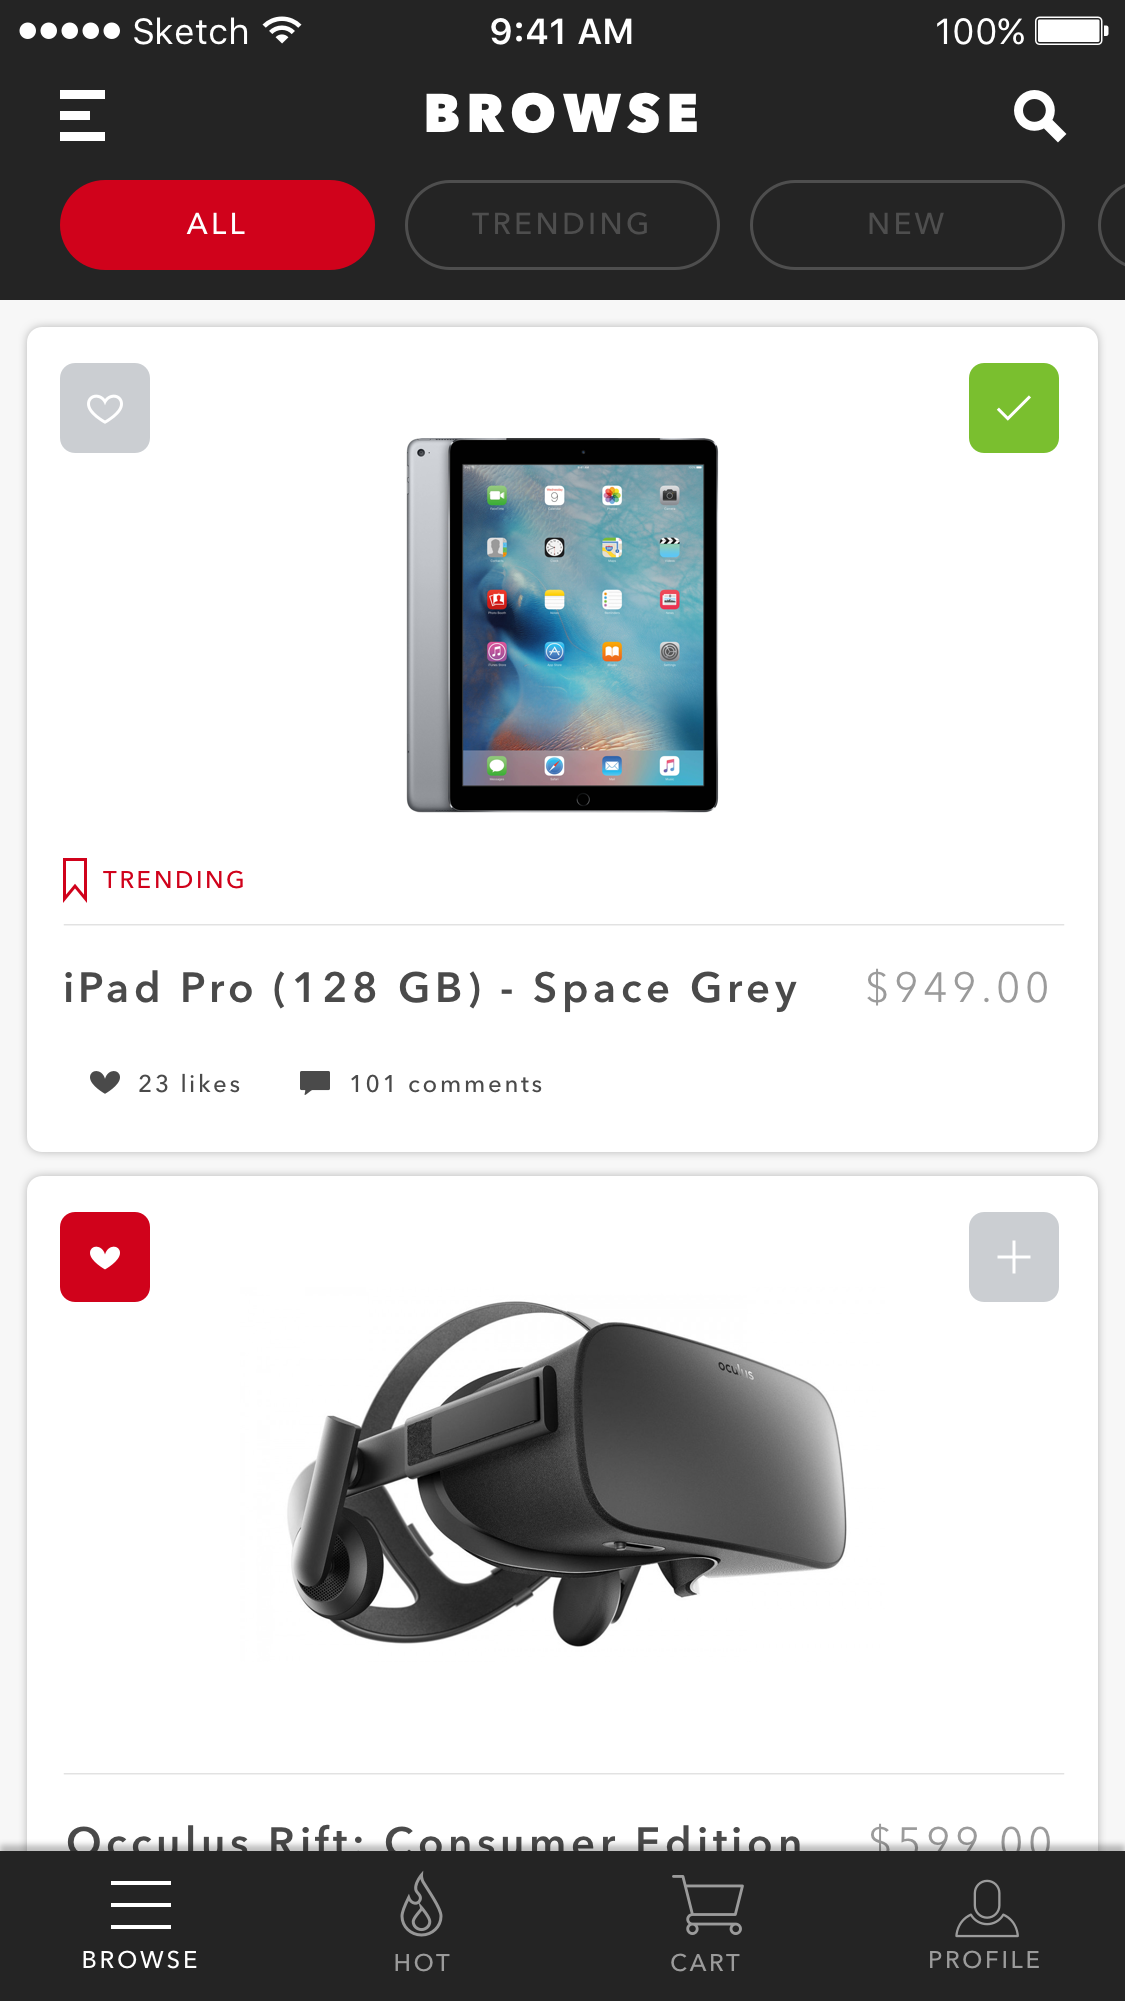 Sketch 9:41 AM 100%
BROWSE
ALL TRENDING NEW
9
TRENDING
iPad Pro (128 GB) - Space Grey $949.00
23 likes 101 comments
oculus
Occulus Rift: Consumer Edition $599.00
BROWSE HOT CART PROFILE